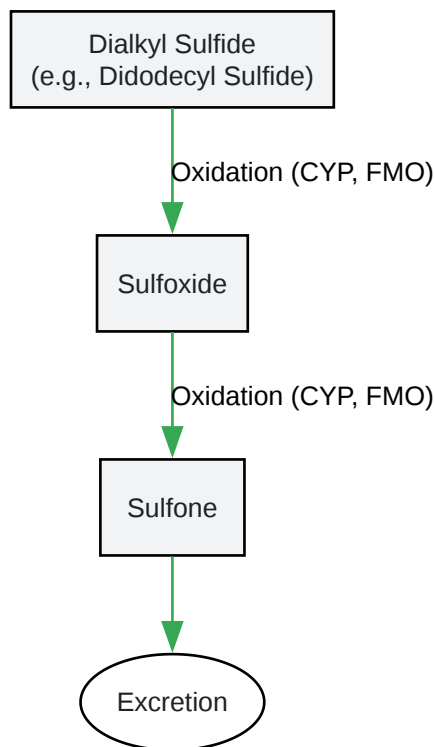 Dialkyl Sulfide
(e.g., Didodecyl Sulfide)
Oxidation (CYP, FMO)
Sulfoxide
Oxidation (CYP, FMO)
Sulfone
Excretion